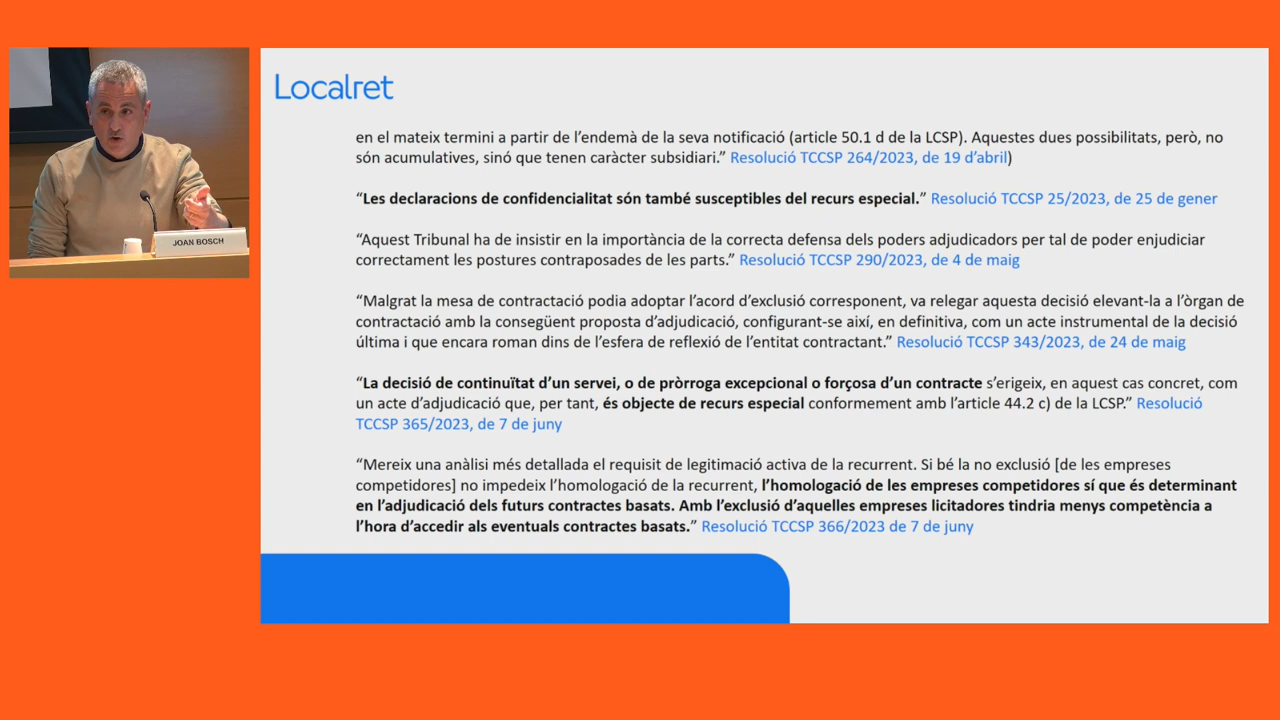 JOAN BOSCH
Localret
en el mateix termini a partir de l’endemà de la seva notificació (article 50.1 d de la LCSP). Aquestes dues possibilitats, però, no
són acumulatives, sinó que tenen caràcter subsidiari.” Resolució TCCSP 264/2023, de 19 d’abril)
“Les declaracions de confidencialitat són també susceptibles del recurs especial.” Resolució TCCSP 25/2023, de 25 de gener
“Aquest Tribunal ha de insistir en la importància de la correcta defensa dels poders adjudicadors per tal de poder enjudiciar
correctament les postures contraposades de les parts.” Resolució TCCSP 290/2023, de 4 de maig
“Malgrat la mesa de contractació podia adoptar l’acord d’exclusió corresponent, va relegar aquesta decisió elevant-la a l’òrgan de
contractació amb la consegüent proposta d’adjudicació, configurant-se així, en definitiva, com un acte instrumental de la decisió
última i que encara roman dins de l’esfera de reflexió de l’entitat contractant.” Resolució TCCSP 343/2023, de 24 de maig
“La decisió de continuïtat d’un servei, o de pròrroga excepcional o forçosa d’un contracte s’erigeix, en aquest cas concret, com
un acte d’adjudicació que, per tant, és objecte de recurs especial conformement amb l’article 44.2 c) de la LCSP.” Resolució
TCCSP 365/2023, de 7 de juny
“Mereix una anàlisi més detallada el requisit de legitimació activa de la recurrent. Si bé la no exclusió [de les empreses
competidores] no impedeix l’homologació de la recurrent, l’homologació de les empreses competidores sí que és determinant
en l’adjudicació dels futurs contractes basats. Amb l’exclusió d’aquelles empreses licitadores tindria menys competència a
l’hora d’accedir als eventuals contractes basats.” Resolució TCCSP 366/2023 de 7 de juny